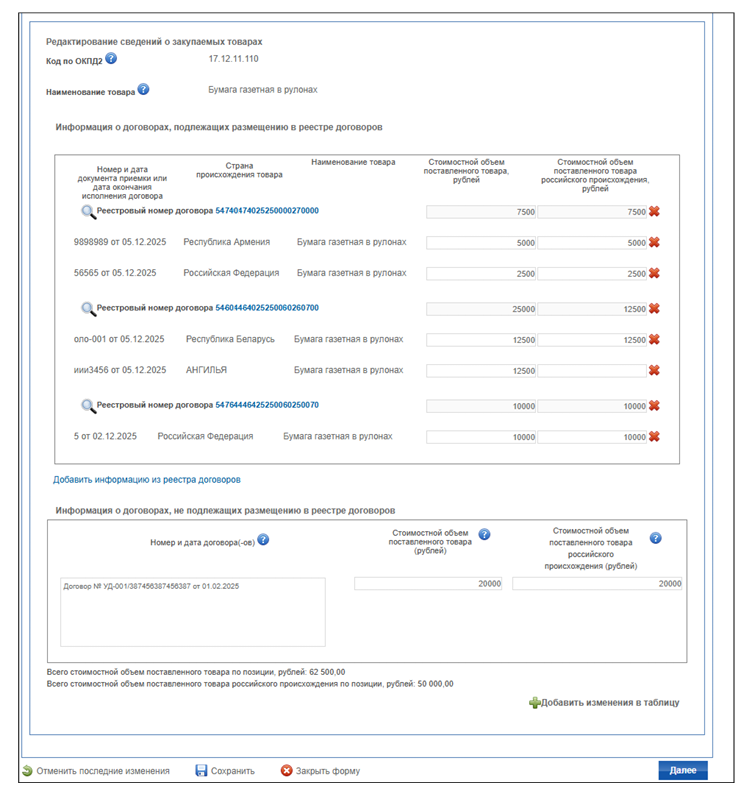 Редактирование сведений о закупаемых товарах
Код по ОКПД2 ? 17.12.11.110
Наименование товара ? Бумага газетная в рулонах
Информация о договорах, подлежащих размещению в реестре договоров
Номер и дата документа приемки или дата окончания исполнения договора
Страна происхождения товара
Наименование товара
Стоимостной объем поставленного товара, рублей
Стоимостной объем поставленного товара российского происхождения, рублей
Реестровый номер договора 54740474025250000270000 7500 7500
9898989 от 05.12.2025 Республика Армения Бумага газетная в рулонах 5000 5000
56565 от 05.12.2025 Российская Федерация Бумага газетная в рулонах 2500 2500
Реестровый номер договора 54604464025250060260700 25000 12500
оло-001 от 05.12.2025 Республика Беларусь Бумага газетная в рулонах 12500 12500
иии3456 от 05.12.2025 АНГИЛЬЯ Бумага газетная в рулонах 12500
Реестровый номер договора 54764446425250060250070 10000 10000
5 от 02.12.2025 Российская Федерация Бумага газетная в рулонах 10000 10000
Добавить информацию из реестра договоров
Информация о договорах, не подлежащих размещению в реестре договоров
Номер и дата договора(-ов) ?
Стоимостной объем поставленного товара (рублей) ?
Стоимостной объем поставленного товара российского происхождения (рублей) ?
Договор № УД-001/387456387456387 от 01.02.2025 20000 20000
Всего стоимостной объем поставленного товара по позиции, рублей: 62 500,00
Всего стоимостной объем поставленного товара российского происхождения по позиции, рублей: 50 000,00
Добавить изменения в таблицу
Отменить последние изменения Сохранить Закрыть форму Далее